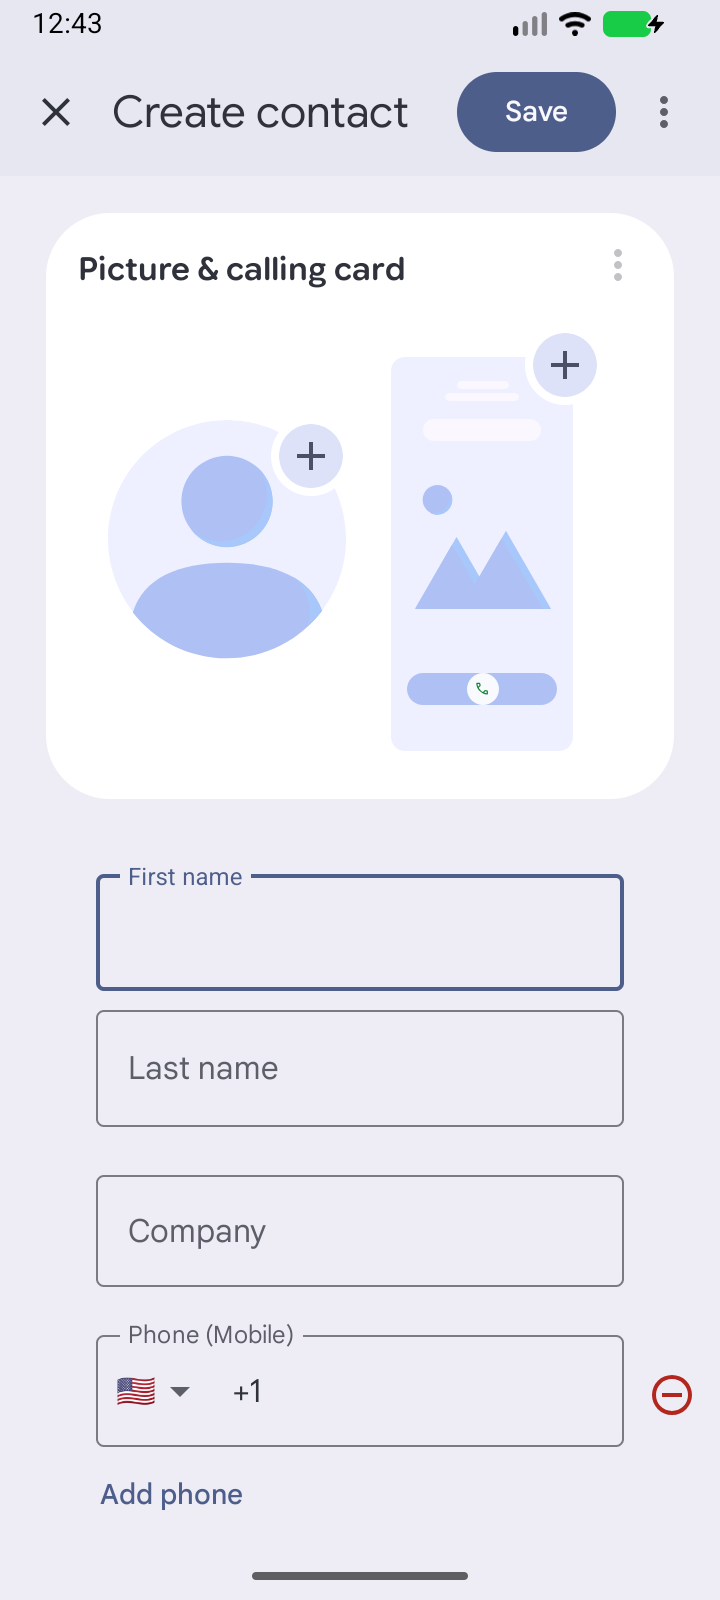 12:43
Create contact
Save
Picture & calling card
First name
Last name
Company
Phone (Mobile)
+1
Add phone